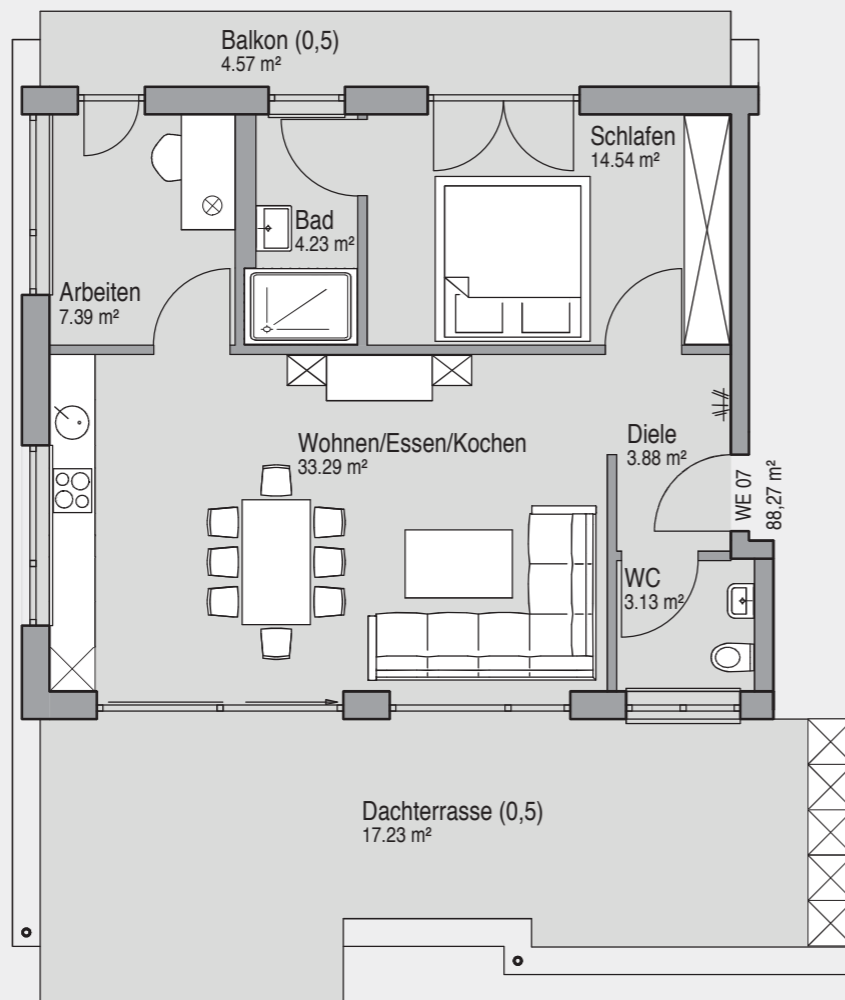 Balkon (0,5)
4.57 m²
Schlafen
14.54 m²
Bad
4.23 m²
Arbeiten
7.39 m²
Wohnen/Essen/Kochen
33.29 m²
Diele
3.88 m²
WE 07
88,27 m²
WC
3.13 m²
Dachterrasse (0,5)
17.23 m²